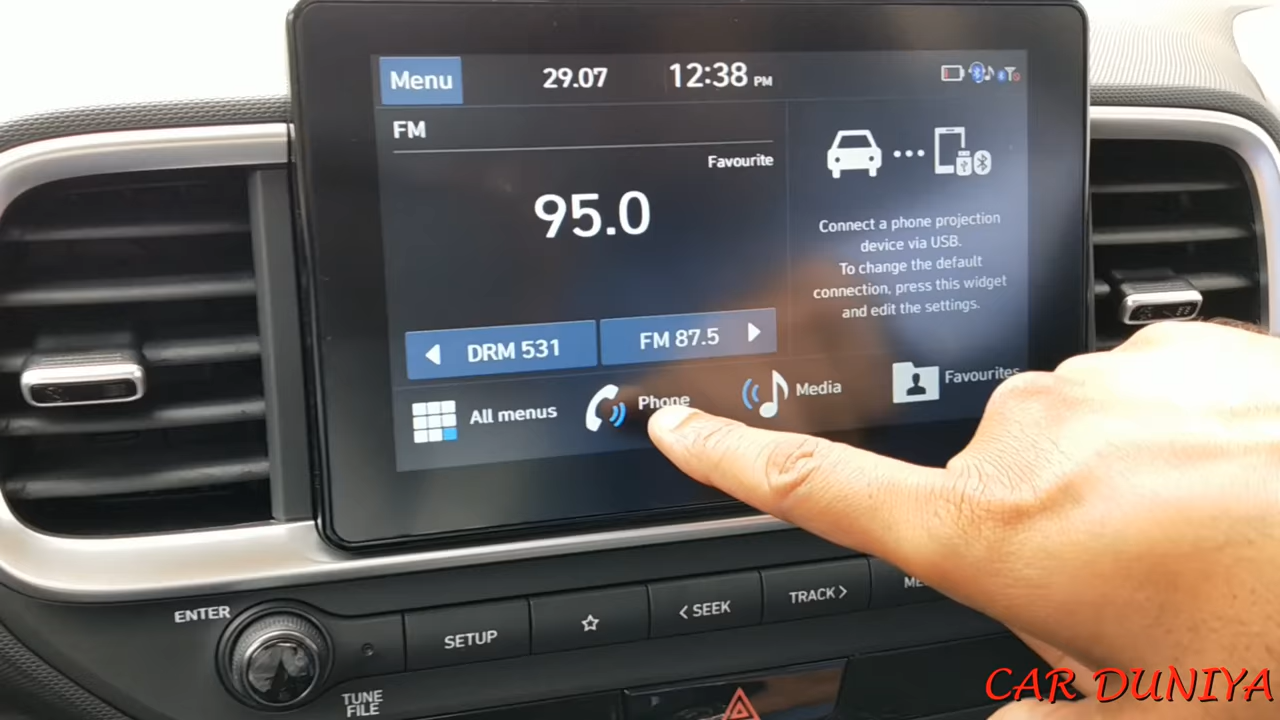 Menu
29.07
12:38 PM
FM
Favourite
95.0
Connect a phone projection
device via USB.
To change the default
connection, press this widget
and edit the settings.
DRM 531
FM 87.5
All menus
Phone
Media
Favourites
ENTER
SETUP
< SEEK
TRACK >
TUNE
FILE
CAR DUNIYA